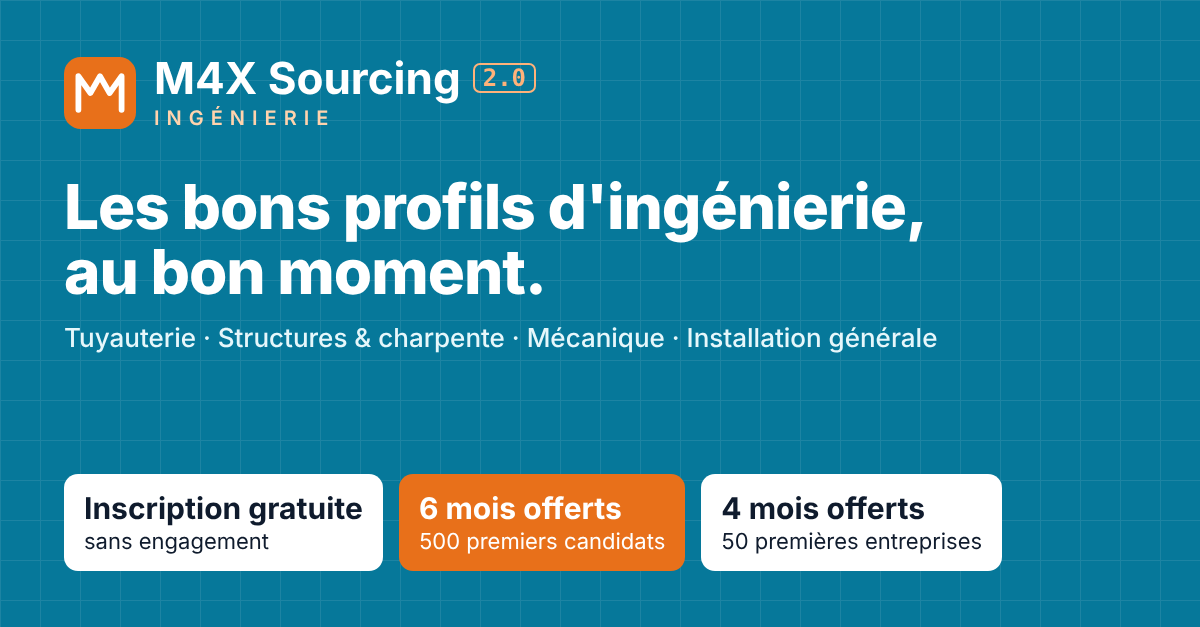 M4X Sourcing 2.0
INGÉNIERIE
Les bons profils d'ingénierie,
au bon moment.
Tuyauterie · Structures & charpente · Mécanique · Installation générale
Inscription gratuite
sans engagement
6 mois offerts
500 premiers candidats
4 mois offerts
50 premières entreprises